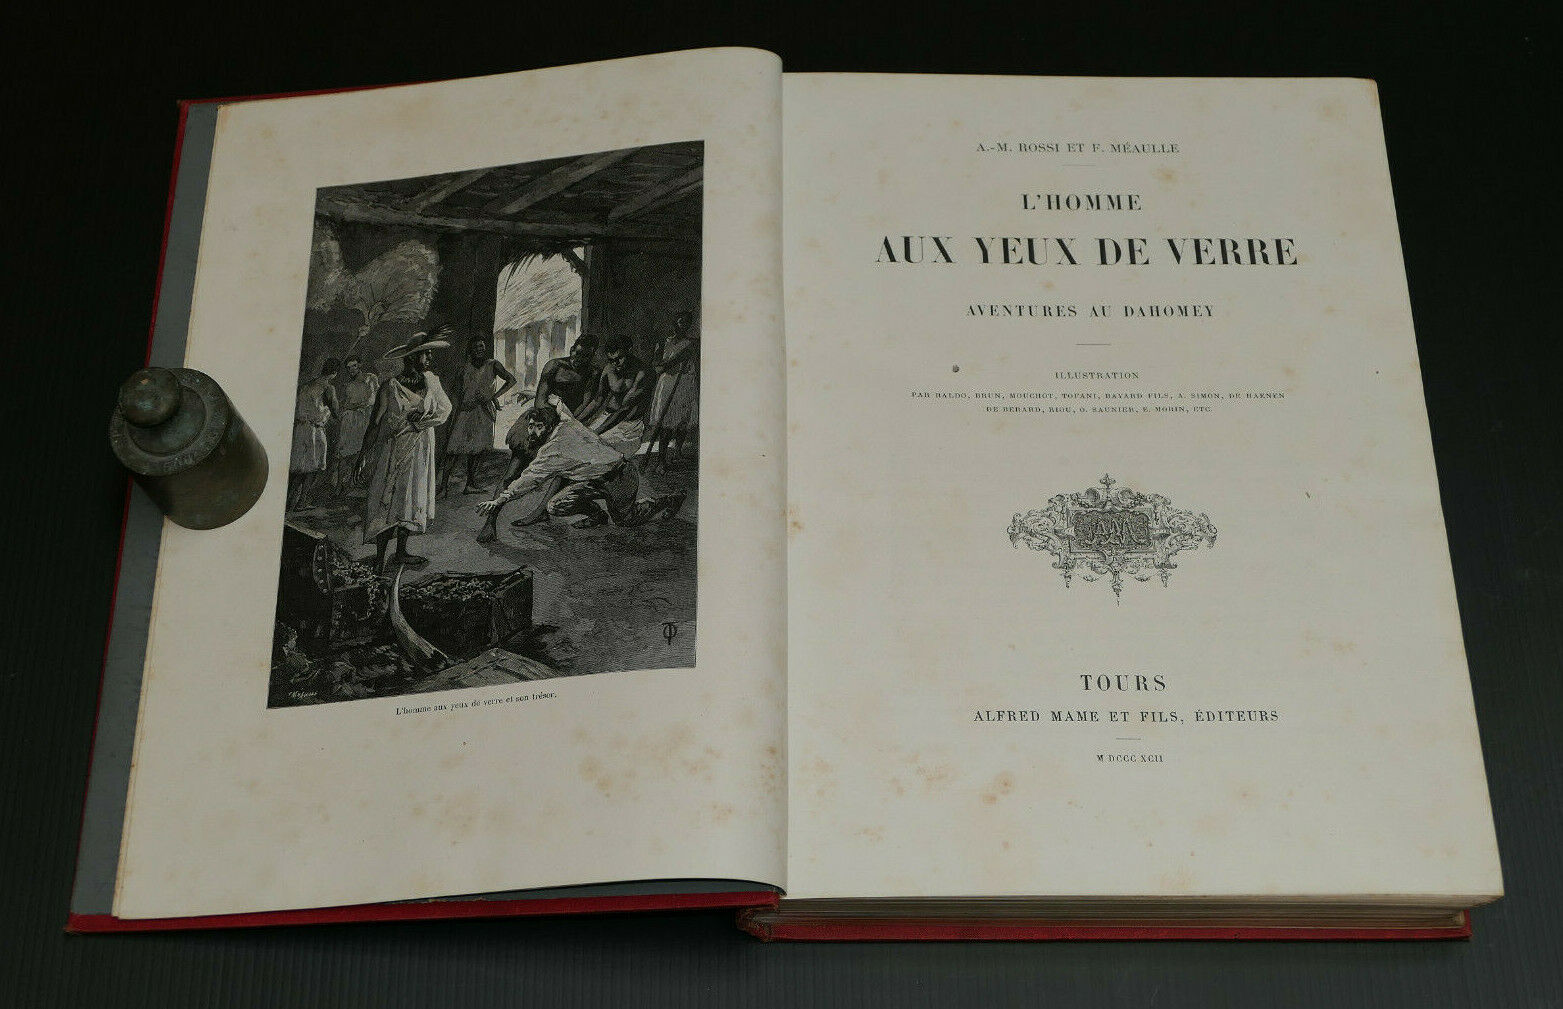 L'homme aux yeux de verre et son trésor.
A.-M. ROSSI ET F. MÉAULLE
L'HOMME
AUX YEUX DE VERRE
AVENTURES AU DAHOMEY
ILLUSTRATION
PAR BALDO, BRUN, MOUCHOT, TOFANI, BAYARD FILS, A. SIMON, DE HAENEN
DE BÉRARD, RIOU, O. SAUNIER, E. MORIN, ETC.
TOURS
ALFRED MAME ET FILS, ÉDITEURS
M DCCC XCII